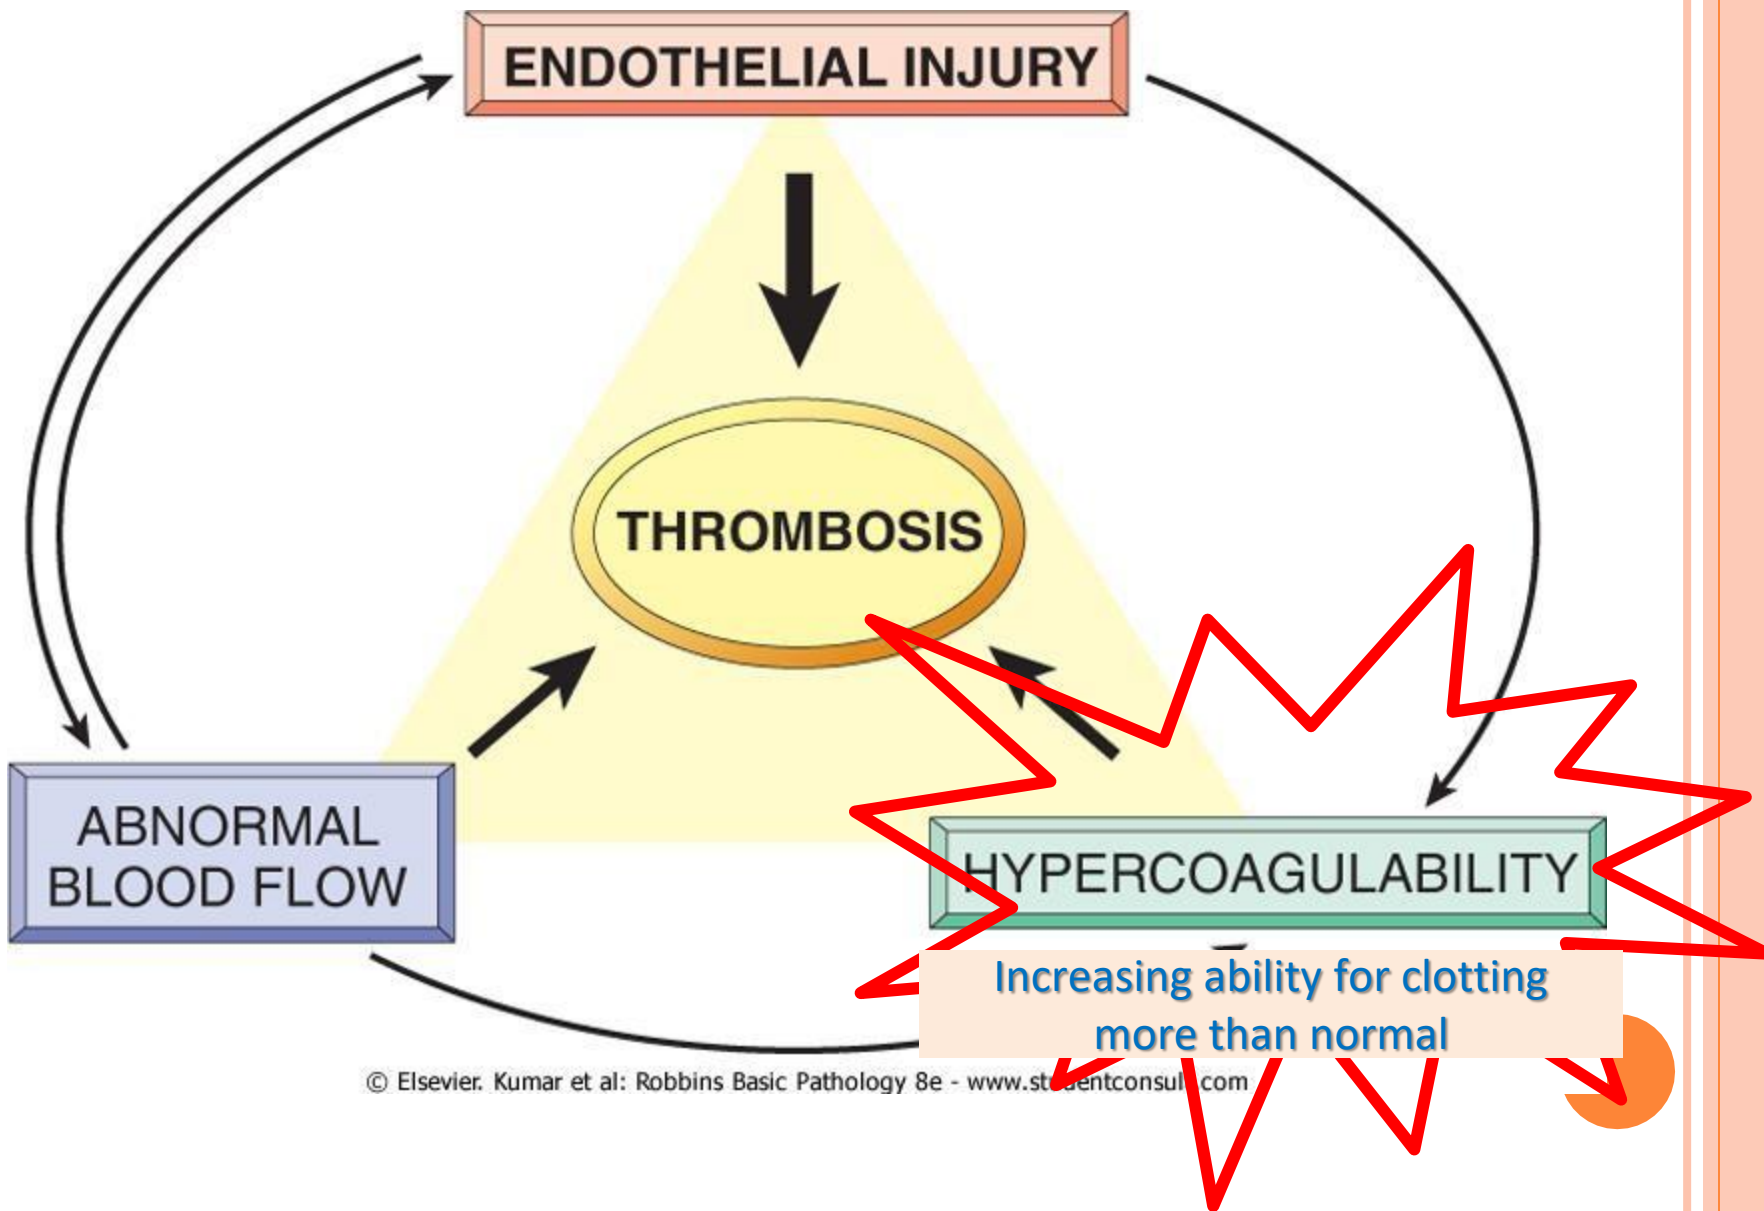 ENDOTHELIAL INJURY
THROMBOSIS
ABNORMAL
BLOOD FLOW
HYPERCOAGULABILITY
Increasing ability for clotting
more than normal
© Elsevier. Kumar et al: Robbins Basic Pathology 8e - www.studentconsult.com